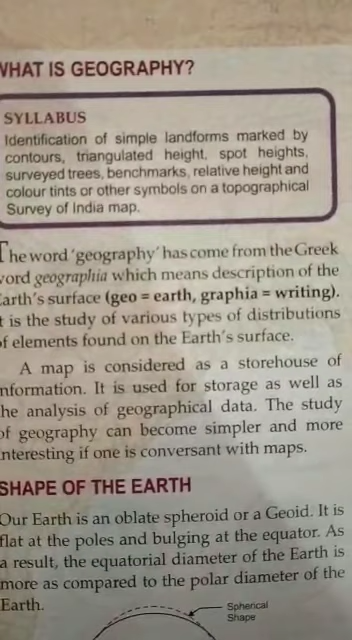 WHAT IS GEOGRAPHY?
SYLLABUS
Identification of simple landforms marked by
contours, triangulated height, spot heights,
surveyed trees, benchmarks, relative height and
colour tints or other symbols on a topographical
Survey of India map.
The word 'geography' has come from the Greek
word geographia which means description of the
Earth's surface (geo = earth, graphia = writing).
It is the study of various types of distributions
of elements found on the Earth's surface.
A map is considered as a storehouse of
information. It is used for storage as well as
the analysis of geographical data. The study
of geography can become simpler and more
interesting if one is conversant with maps.
SHAPE OF THE EARTH
Our Earth is an oblate spheroid or a Geoid. It is
flat at the poles and bulging at the equator. As
a result, the equatorial diameter of the Earth is
more as compared to the polar diameter of the
Earth.
Spherical
Shape